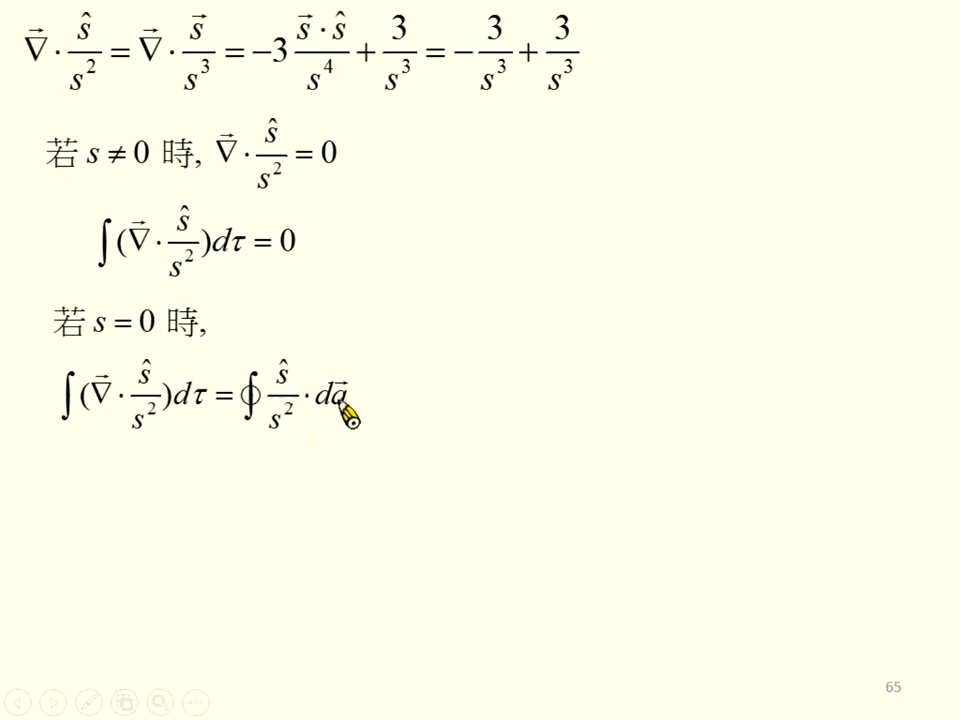 ∇⃗ · ŝ/s² = ∇⃗ · s⃗/s³ = −3 s⃗·ŝ/s⁴ + 3/s³ = −3/s³ + 3/s³
若 s ≠ 0 時, ∇⃗ · ŝ/s² = 0
∫(∇⃗ · ŝ/s²)dτ = 0
若 s = 0 時,
∫(∇⃗ · ŝ/s²)dτ = ∮ ŝ/s² · da⃗
65